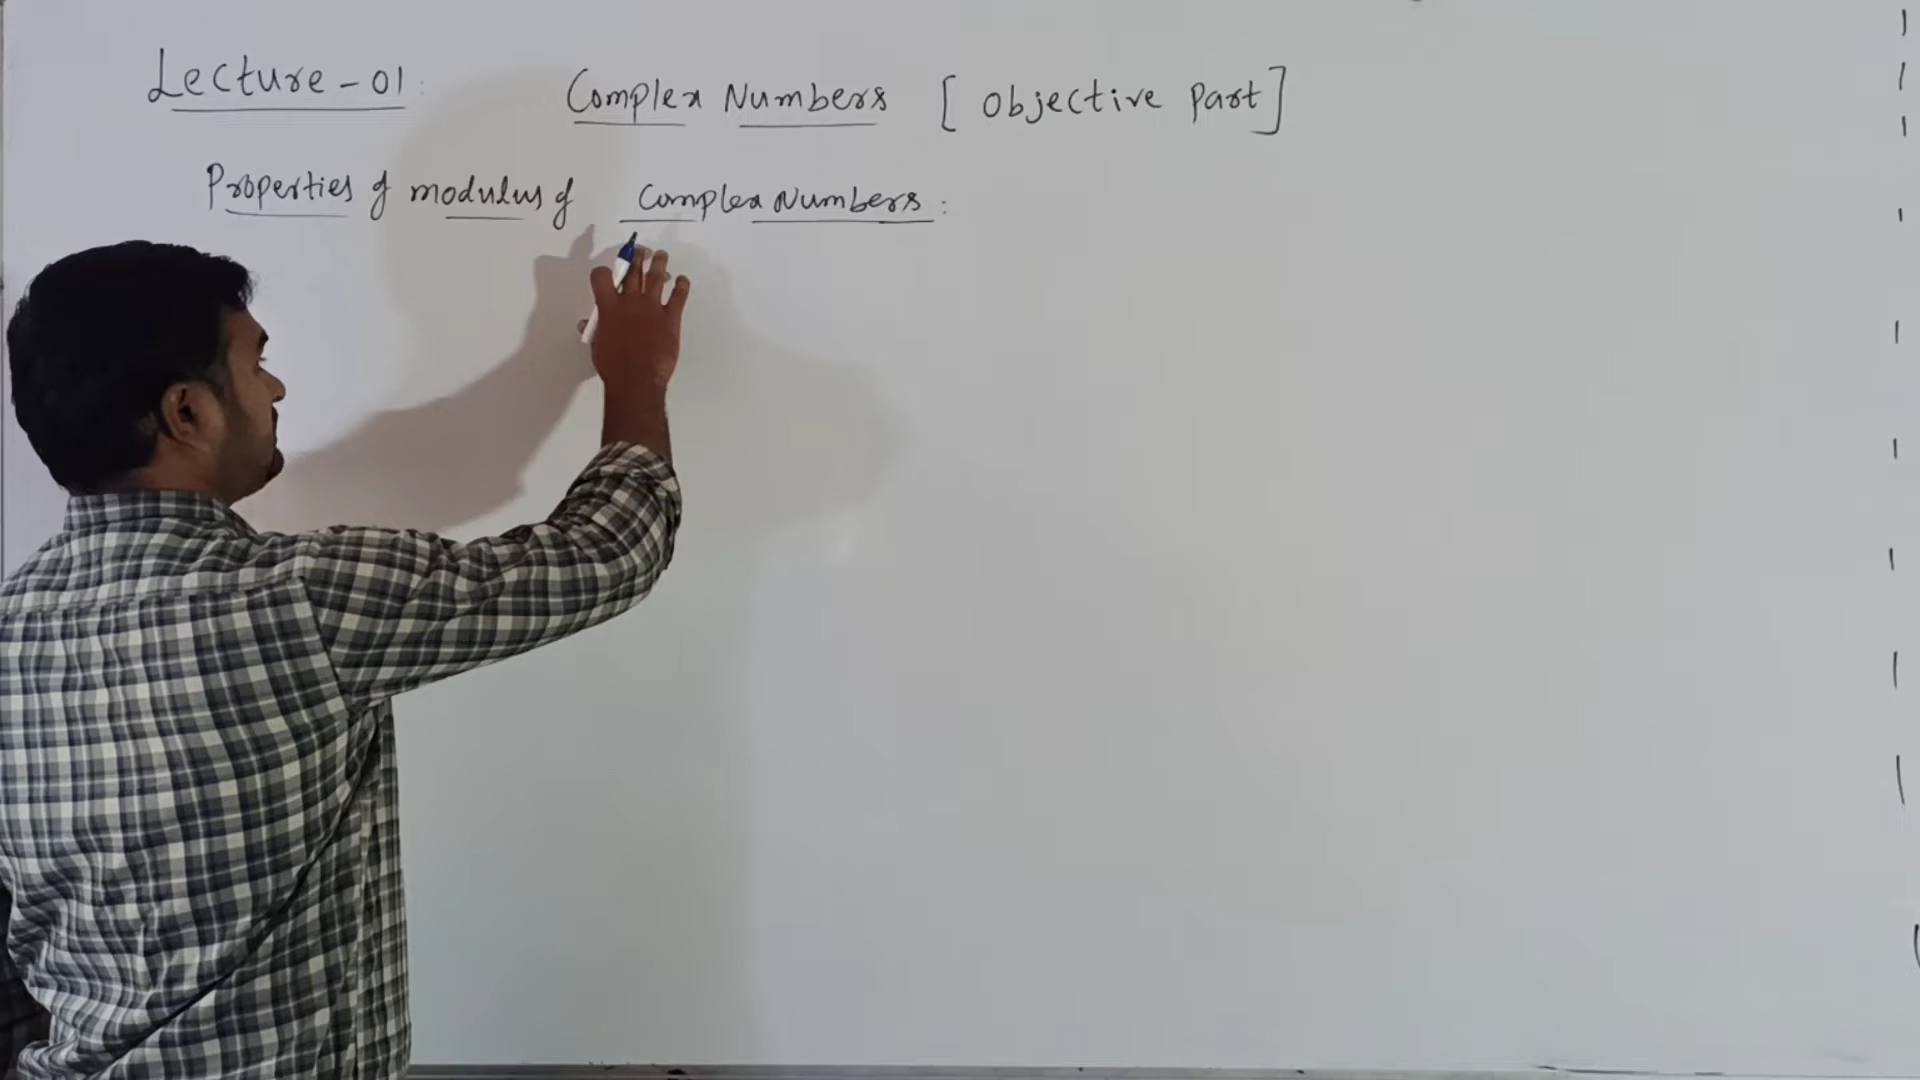 Lecture-01: Complex Numbers [Objective Part]
Properties of modulus of Complex Numbers: